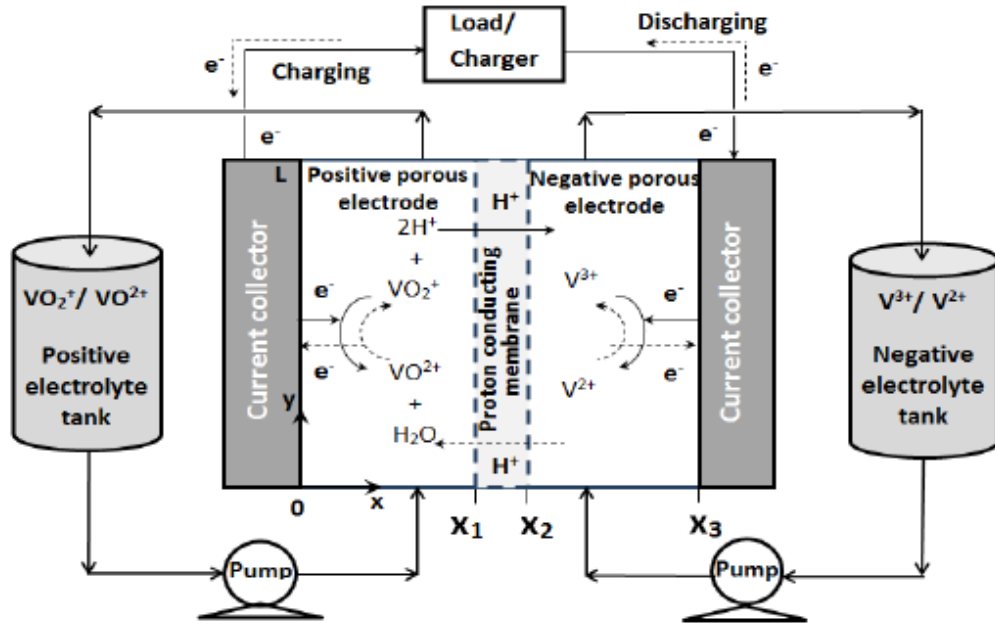 Load/
Charger
Discharging
Charging
e⁻
e⁻
e⁻
e⁻
L
Positive porous
electrode
H⁺
Negative porous
electrode
2H⁺
+
VO₂⁺
e⁻
e⁻
VO²⁺
+
H₂O
Current collector
Proton conducting
membrane
V³⁺
V²⁺
e⁻
e⁻
Current collector
VO₂⁺/ VO²⁺
Positive
electrolyte
tank
V³⁺/ V²⁺
Negative
electrolyte
tank
y
H⁺
0
x
X₁
X₂
X₃
Pump
Pump